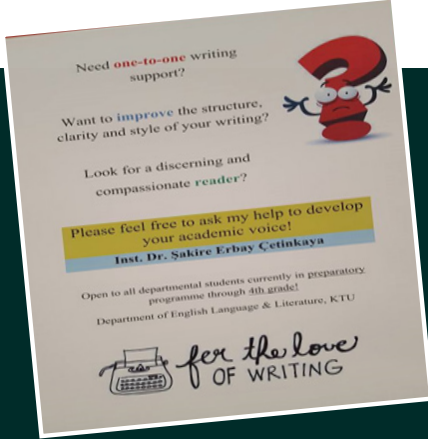 Need one-to-one writing
support?
Want to improve the structure,
clarity and style of your writing?
Look for a discerning and
compassionate reader?
Please feel free to ask my help to develop
your academic voice!
Inst. Dr. Şakire Erbay Çetinkaya
Open to all departmental students currently in preparatory
programme through 4th grade!
Department of English Language & Literature, KTU
for the love
OF WRITING